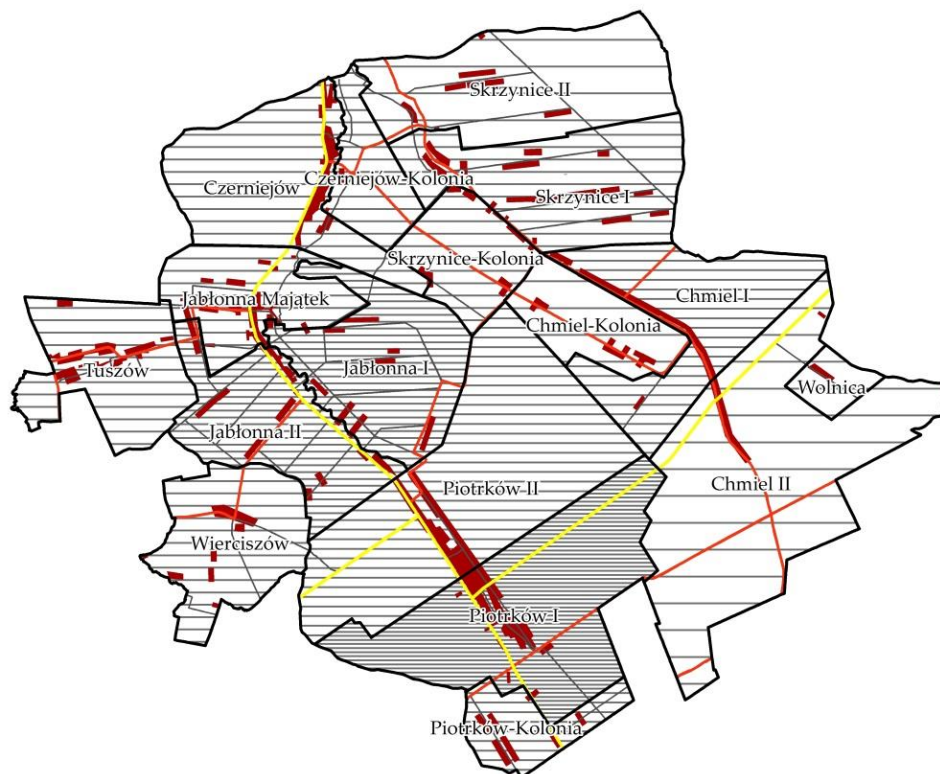 Skrzynice II
Czerniejów-Kolonia
Czerniejów
Skrzynice I
Skrzynice-Kolonia
Jabłonna Majątek
Chmiel I
Chmiel-Kolonia
Tuszów
Jabłonna I
Wolnica
Jabłonna II
Piotrków II
Chmiel II
Wierciszów
Piotrków I
Piotrków-Kolonia